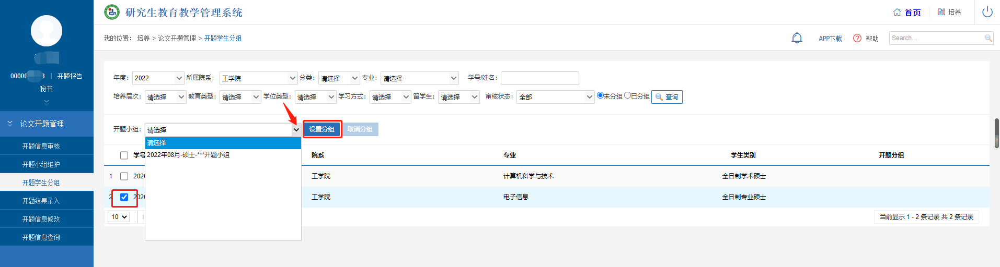 研究生教育教学管理系统
首页 培养
我的位置： 培养 > 论文开题管理 > 开题学生分组
APP下载 帮助 Search...
0000 3 | 开题报告
秘书
论文开题管理
开题信息审核
开题小组维护
开题学生分组
开题结果录入
开题信息修改
开题信息查询
年度： 2022 所属院系： 工学院 分类： 请选择 专业： 请选择 学号/姓名：
培养层次： 请选择 教育类型： 请选择 学位类型： 请选择 学习方式： 请选择 留学生： 请选择 审核状态： 全部 未分组 已分组 查询
开题小组： 请选择 设置分组 取消分组
请选择
2022年08月-硕士-***开题小组
学号 院系 专业 学生类别 开题分组
1 202 工学院 计算机科学与技术 全日制学术硕士
2 202 工学院 电子信息 全日制专业硕士
10 当前显示 1 - 2 条记录 共 2 条记录